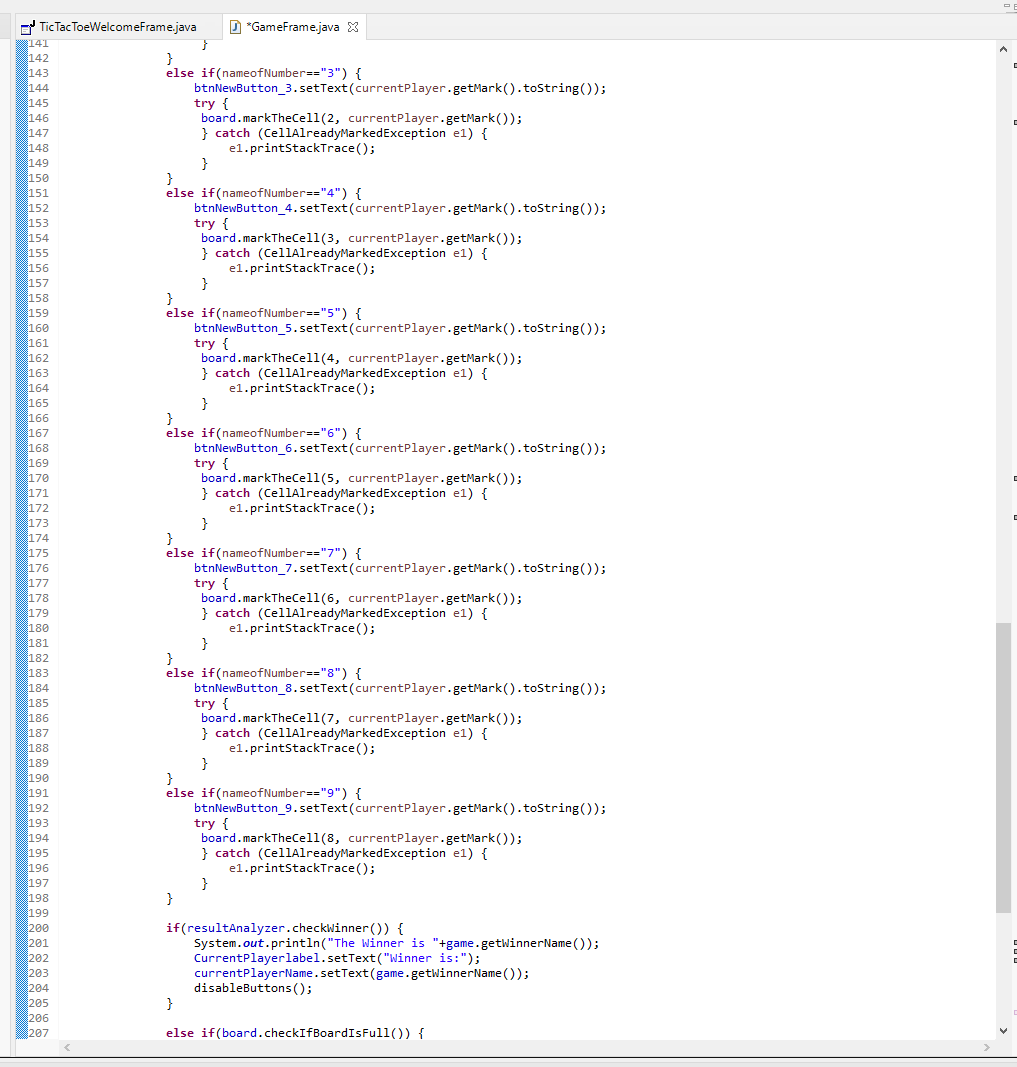 TicTacToeWelcomeFrame.java *GameFrame.java
141 }
142 }
143 else if(nameofNumber=="3") {
144 btnNewButton_3.setText(currentPlayer.getMark().toString());
145 try {
146 board.markTheCell(2, currentPlayer.getMark());
147 } catch (CellAlreadyMarkedException e1) {
148 e1.printStackTrace();
149 }
150 }
151 else if(nameofNumber=="4") {
152 btnNewButton_4.setText(currentPlayer.getMark().toString());
153 try {
154 board.markTheCell(3, currentPlayer.getMark());
155 } catch (CellAlreadyMarkedException e1) {
156 e1.printStackTrace();
157 }
158 }
159 else if(nameofNumber=="5") {
160 btnNewButton_5.setText(currentPlayer.getMark().toString());
161 try {
162 board.markTheCell(4, currentPlayer.getMark());
163 } catch (CellAlreadyMarkedException e1) {
164 e1.printStackTrace();
165 }
166 }
167 else if(nameofNumber=="6") {
168 btnNewButton_6.setText(currentPlayer.getMark().toString());
169 try {
170 board.markTheCell(5, currentPlayer.getMark());
171 } catch (CellAlreadyMarkedException e1) {
172 e1.printStackTrace();
173 }
174 }
175 else if(nameofNumber=="7") {
176 btnNewButton_7.setText(currentPlayer.getMark().toString());
177 try {
178 board.markTheCell(6, currentPlayer.getMark());
179 } catch (CellAlreadyMarkedException e1) {
180 e1.printStackTrace();
181 }
182 }
183 else if(nameofNumber=="8") {
184 btnNewButton_8.setText(currentPlayer.getMark().toString());
185 try {
186 board.markTheCell(7, currentPlayer.getMark());
187 } catch (CellAlreadyMarkedException e1) {
188 e1.printStackTrace();
189 }
190 }
191 else if(nameofNumber=="9") {
192 btnNewButton_9.setText(currentPlayer.getMark().toString());
193 try {
194 board.markTheCell(8, currentPlayer.getMark());
195 } catch (CellAlreadyMarkedException e1) {
196 e1.printStackTrace();
197 }
198 }
199
200 if(resultAnalyzer.checkWinner()) {
201 System.out.println("The Winner is "+game.getWinnerName());
202 CurrentPlayerlabel.setText("Winner is:");
203 currentPlayerName.setText(game.getWinnerName());
204 disableButtons();
205 }
206
207 else if(board.checkIfBoardIsFull()) {